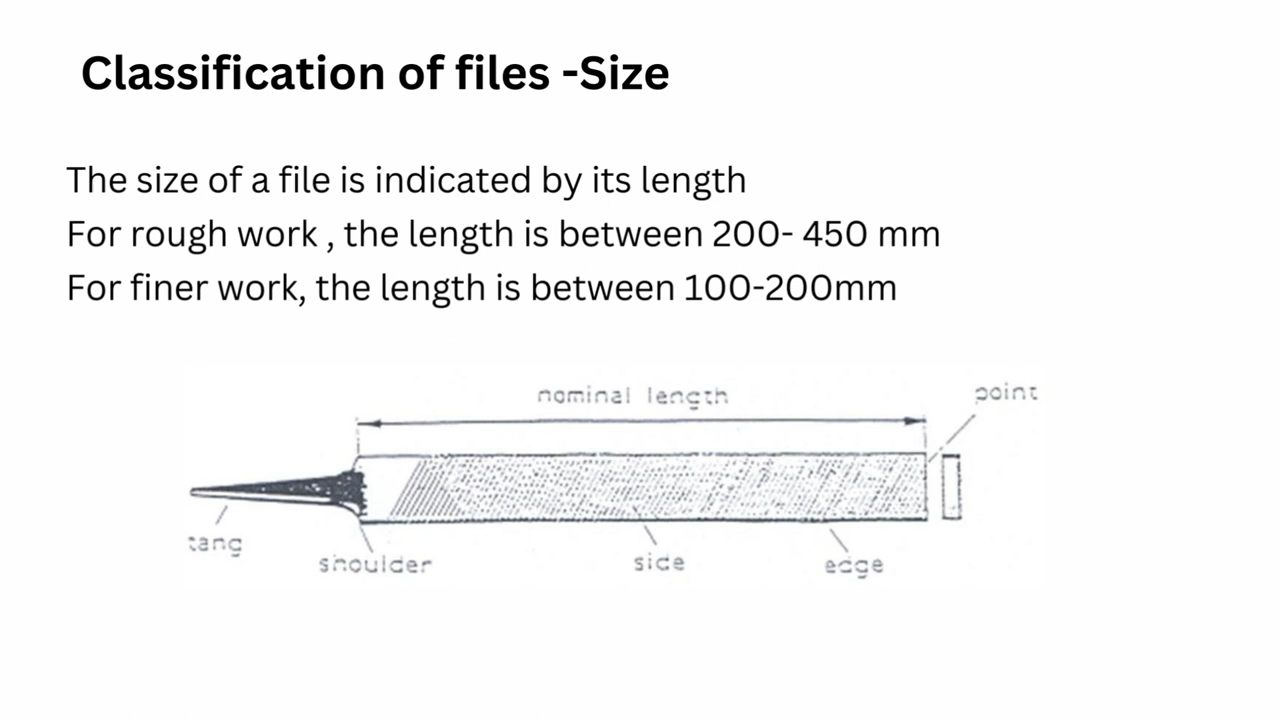 Classification of files -Size
The size of a file is indicated by its length
For rough work , the length is between 200- 450 mm
For finer work, the length is between 100-200mm
nominal length
point
tang
shoulder
side
edge